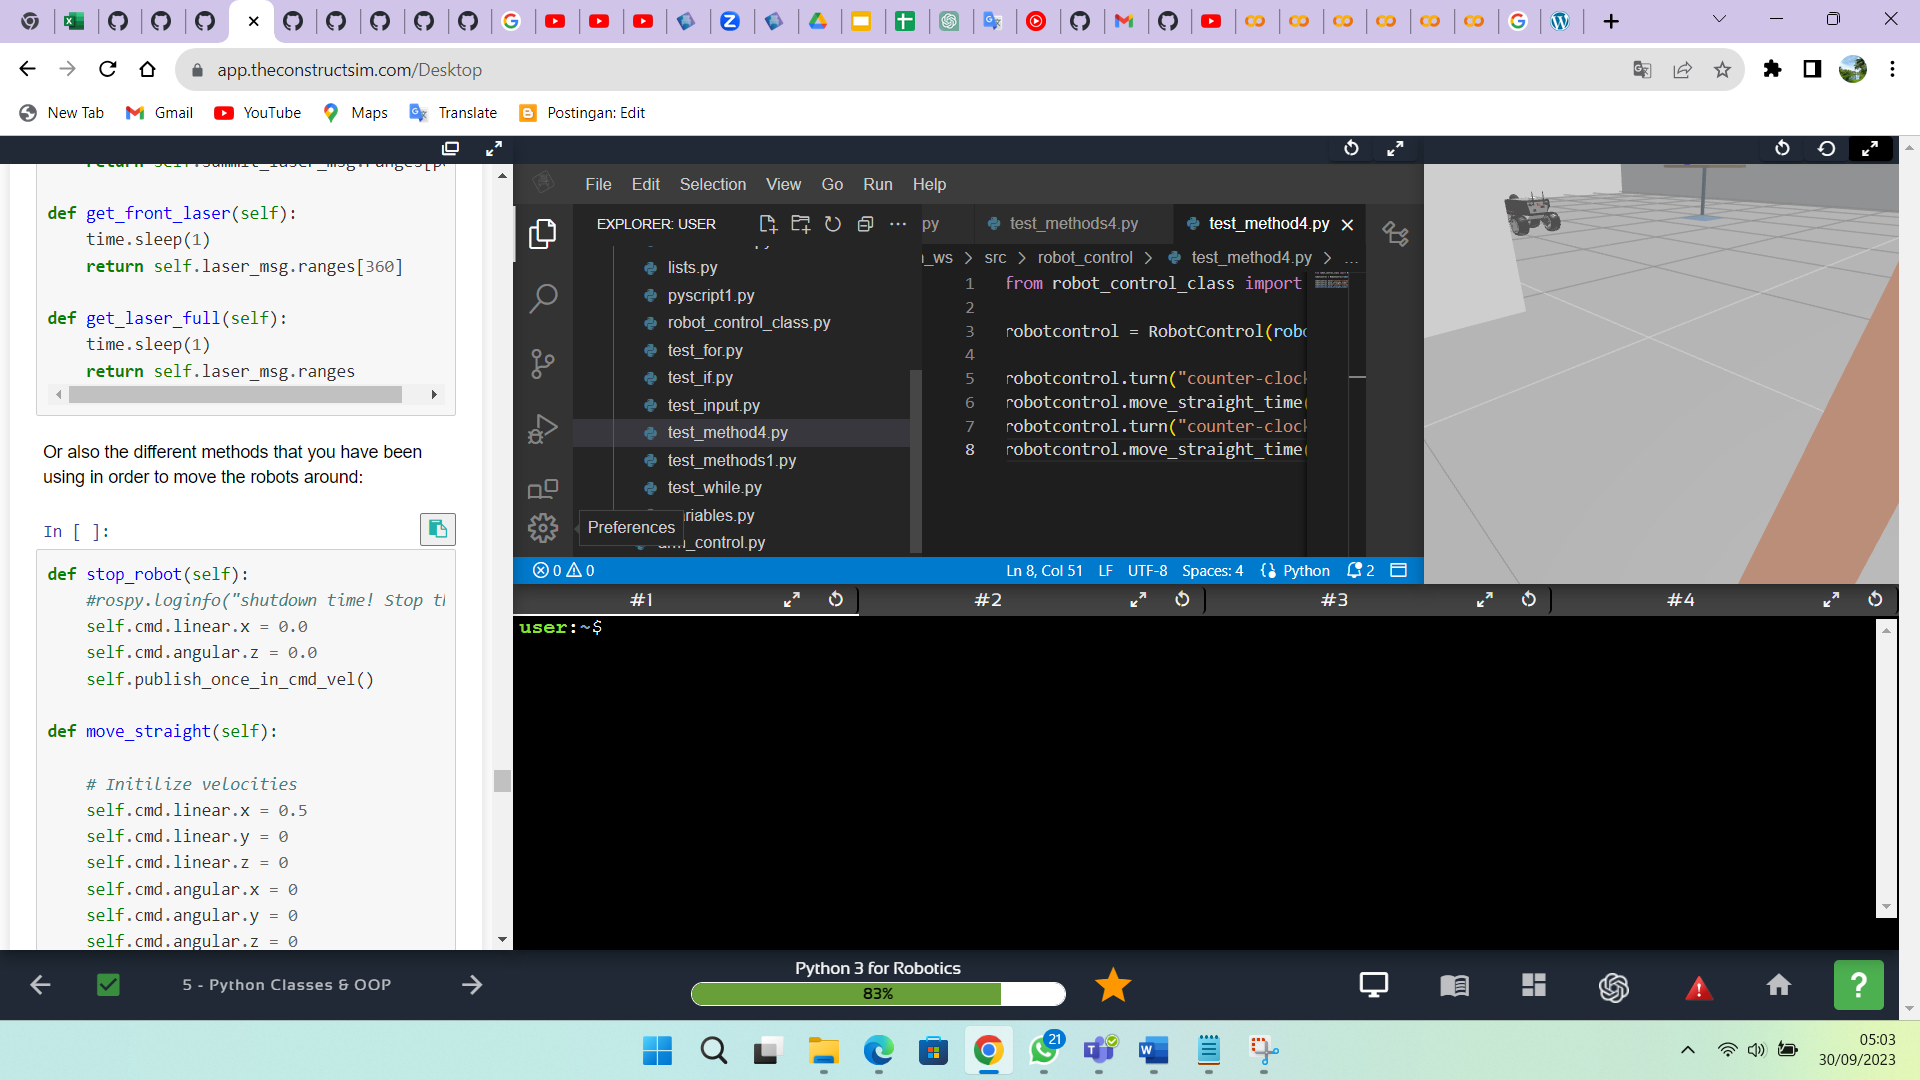 app.theconstructsim.com/Desktop
New Tab
Gmail
YouTube
Maps
Translate
Postingan: Edit
def get_front_laser(self):
time.sleep(1)
return self.laser_msg.ranges[360]
def get_laser_full(self):
time.sleep(1)
return self.laser_msg.ranges
Or also the different methods that you have been
using in order to move the robots around:
In [ ]:
def stop_robot(self):
#rospy.loginfo("shutdown time! Stop
self.cmd.linear.x = 0.0
self.cmd.angular.z = 0.0
self.publish_once_in_cmd_vel()
def move_straight(self):
# Initilize velocities
self.cmd.linear.x = 0.5
self.cmd.linear.y = 0
self.cmd.linear.z = 0
self.cmd.angular.x = 0
self.cmd.angular.y = 0
self.cmd.angular.z = 0
File Edit Selection View Go Run Help
EXPLORER: USER
lists.py
pyscript1.py
robot_control_class.py
test_for.py
test_if.py
test_input.py
test_method4.py
test_methods1.py
test_while.py
riables.py
_control.py
Preferences
py
test_methods4.py
test_method4.py
_ws > src > robot_control > test_method4.py > ...
1 from robot_control_class import
2
3 robotcontrol = RobotControl(robo
4
5 robotcontrol.turn("counter-clock
6 robotcontrol.move_straight_time(
7 robotcontrol.turn("counter-clock
8 robotcontrol.move_straight_time(
0 0
Ln 8, Col 51 LF UTF-8 Spaces: 4 Python 2
#1
#2
#3
#4
user:~$
5 - Python Classes & OOP
Python 3 for Robotics
83%
?
21
05:03
30/09/2023